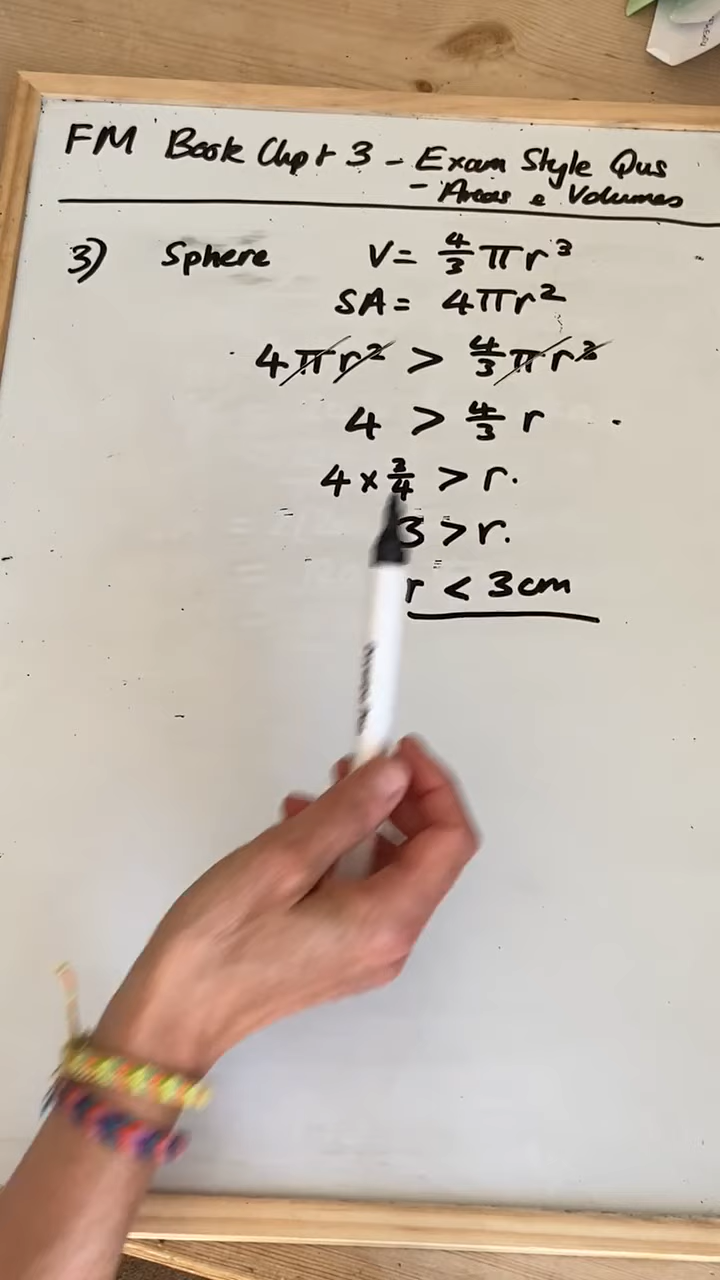 FM Book Chpt 3 - Exam Style Qus
- Areas & Volumes
3) Sphere V = 4/3 πr³
SA = 4πr²
4πr² > 4/3 πr³
4 > 4/3 r
4 × 3/4 > r.
3 > r.
r < 3cm